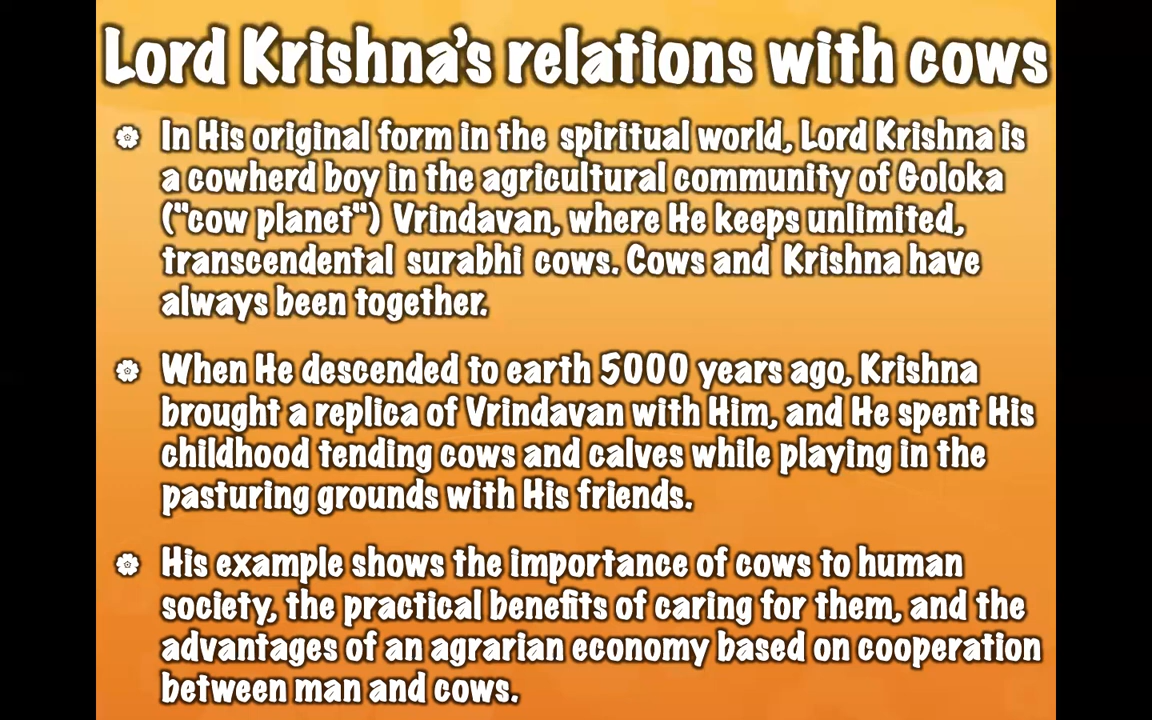 Lord Krishna's relations with cows
In His original form in the spiritual world, Lord Krishna is
a cowherd boy in the agricultural community of Goloka
("cow planet") Vrindavan, where He keeps unlimited,
transcendental surabhi cows. Cows and Krishna have
always been together.
When He descended to earth 5000 years ago, Krishna
brought a replica of Vrindavan with Him, and He spent His
childhood tending cows and calves while playing in the
pasturing grounds with His friends.
His example shows the importance of cows to human
society, the practical benefits of caring for them, and the
advantages of an agrarian economy based on cooperation
between man and cows.